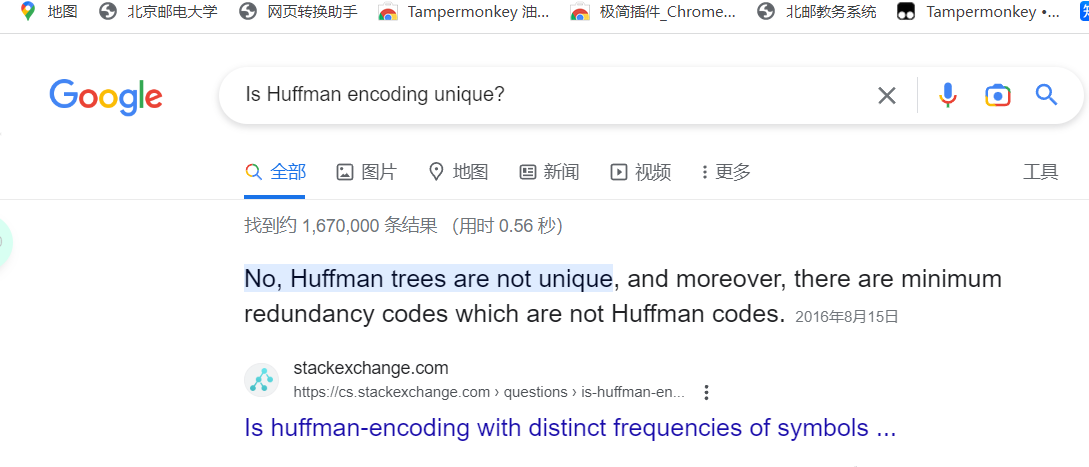 地图 北京邮电大学 网页转换助手 Tampermonkey 油... 极简插件_Chrome... 北邮教务系统 Tampermonkey •...
Google Is Huffman encoding unique?
全部 图片 地图 新闻 视频 更多 工具
找到约 1,670,000 条结果 （用时 0.56 秒）
No, Huffman trees are not unique, and moreover, there are minimum
redundancy codes which are not Huffman codes. 2016年8月15日
stackexchange.com
https://cs.stackexchange.com › questions › is-huffman-en...
Is huffman-encoding with distinct frequencies of symbols ...